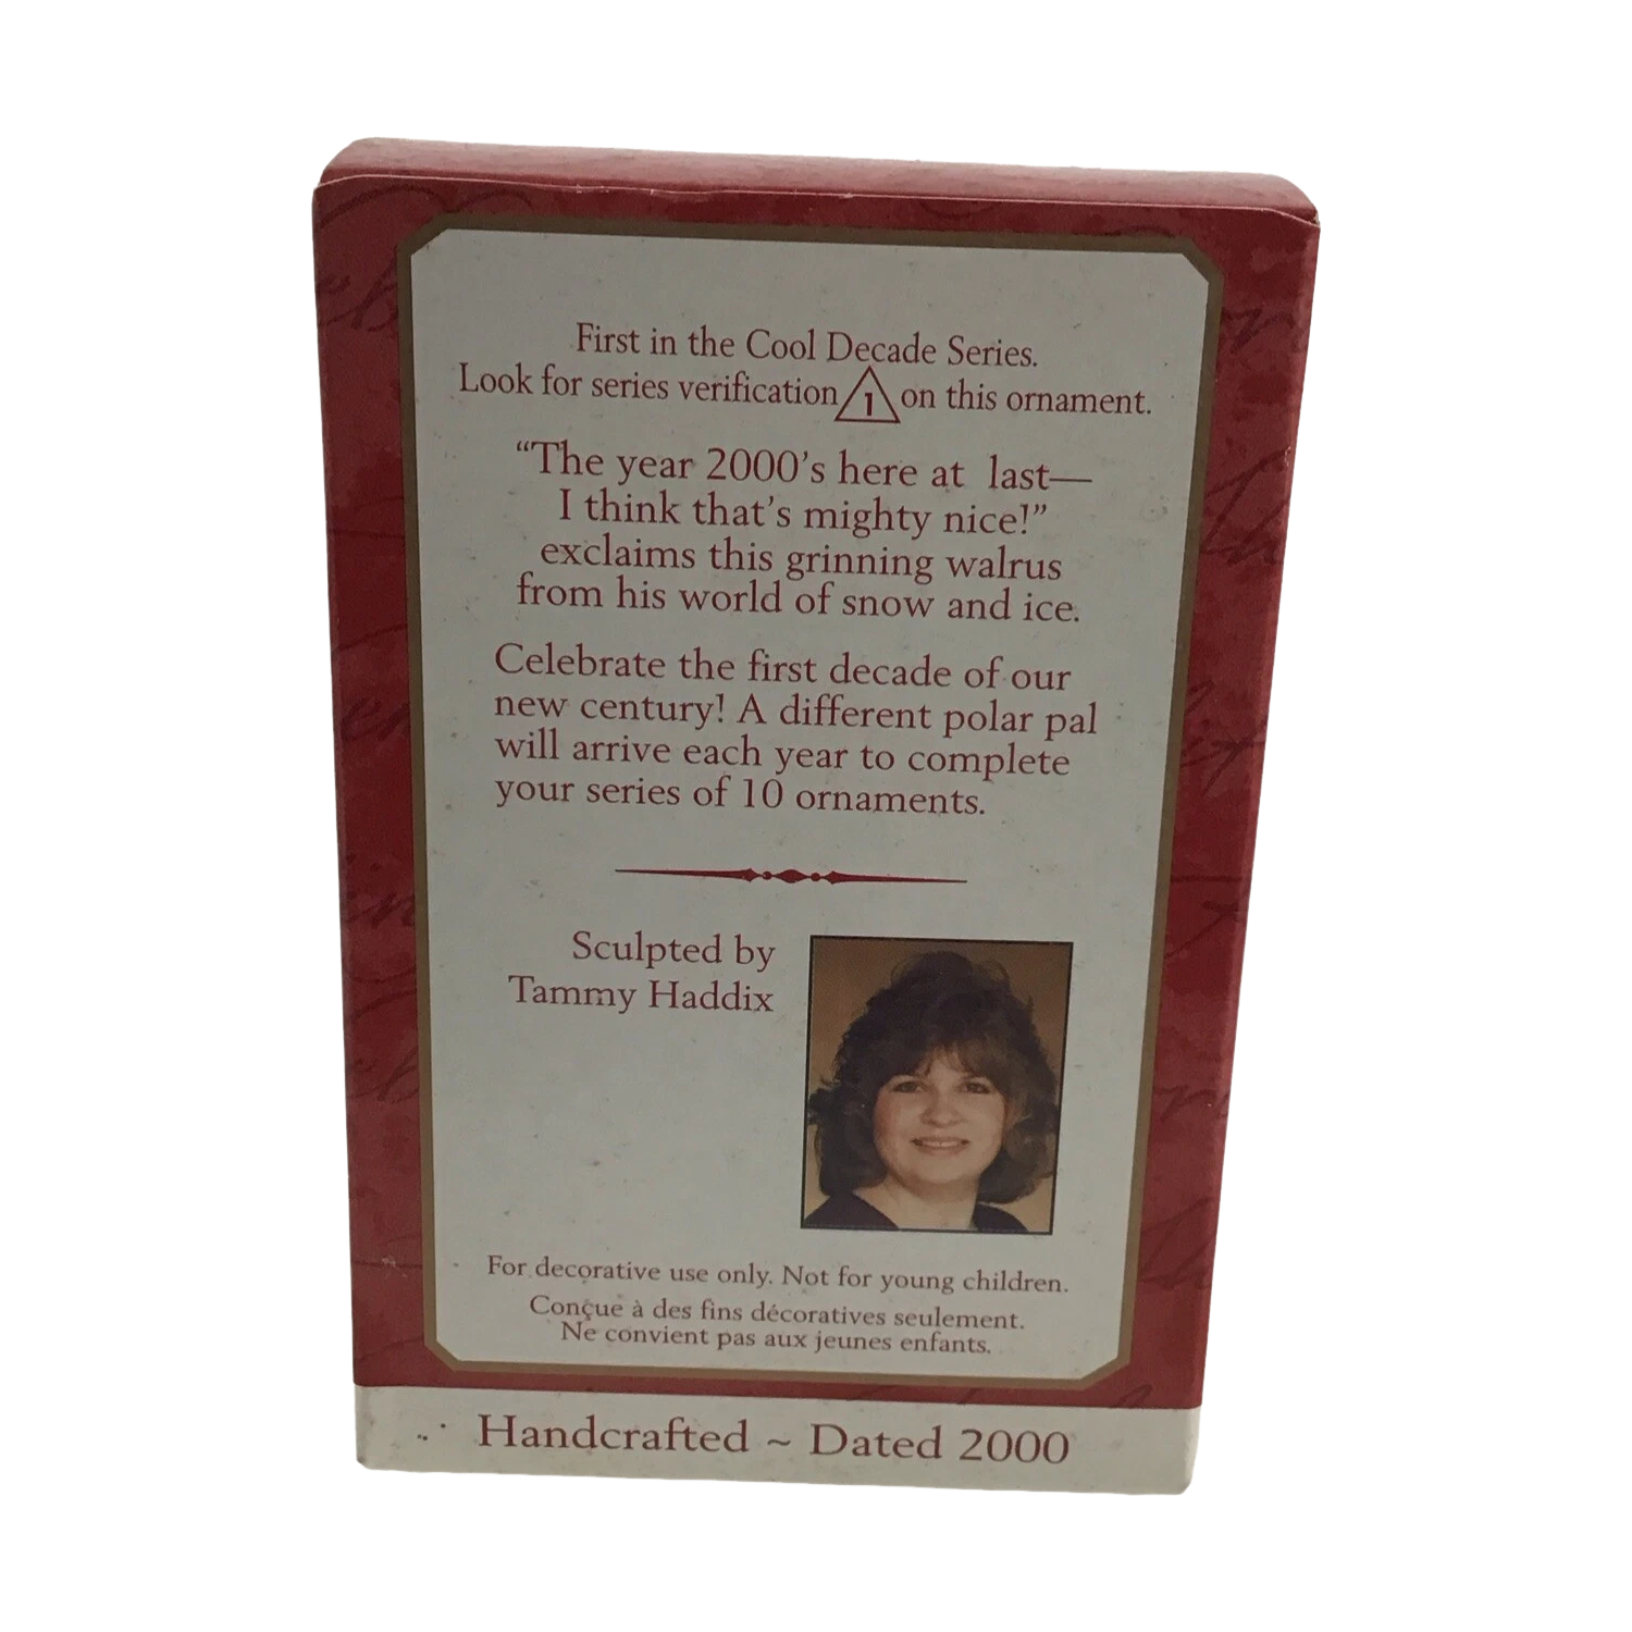 First in the Cool Decade Series.
Look for series verification 1 on this ornament.
“The year 2000’s here at last—
I think that’s mighty nice!”
exclaims this grinning walrus
from his world of snow and ice.
Celebrate the first decade of our
new century! A different polar pal
will arrive each year to complete
your series of 10 ornaments.
Sculpted by
Tammy Haddix
For decorative use only. Not for young children.
Conçue à des fins décoratives seulement.
Ne convient pas aux jeunes enfants.
Handcrafted ~ Dated 2000